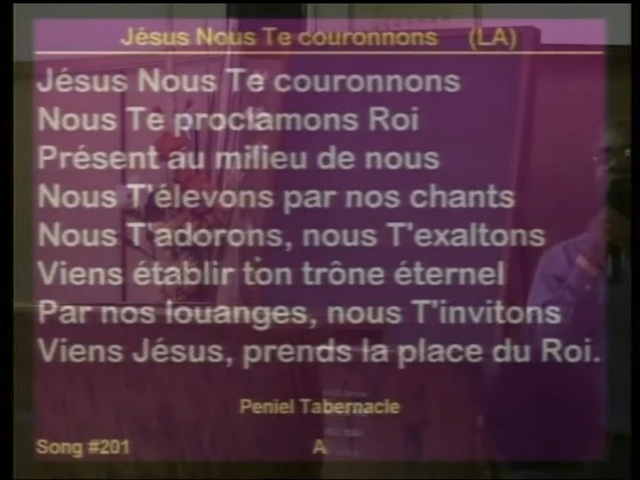 Jésus Nous Te couronnons (LA)
Jésus Nous Te couronnons
Nous Te proclamons Roi
Présent au milieu de nous
Nous T'élevons par nos chants
Nous T'adorons, nous T'exaltons
Viens établir ton trône éternel
Par nos louanges, nous T'invitons
Viens Jésus, prends la place du Roi.
Peniel Tabernacle
Song #201 A